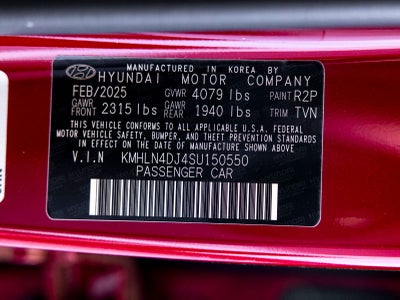 MANUFACTURED IN KOREA BY
HYUNDAI MOTOR COMPANY
FEB/2025 GVWR 4079 lbs PAINT R2P
GAWR FRONT 2315 lbs GAWR REAR 1940 lbs TRIM TVN
THIS VEHICLE CONFORMS TO ALL APPLICABLE U.S.A. FEDERAL
MOTOR VEHICLE SAFETY, BUMPER, AND THEFT PREVENTION STANDARDS
IN EFFECT ON THE DATE OF MANUFACTURE SHOWN ABOVE.
V.I.N KMHLN4DJ4SU150550
PASSENGER CAR